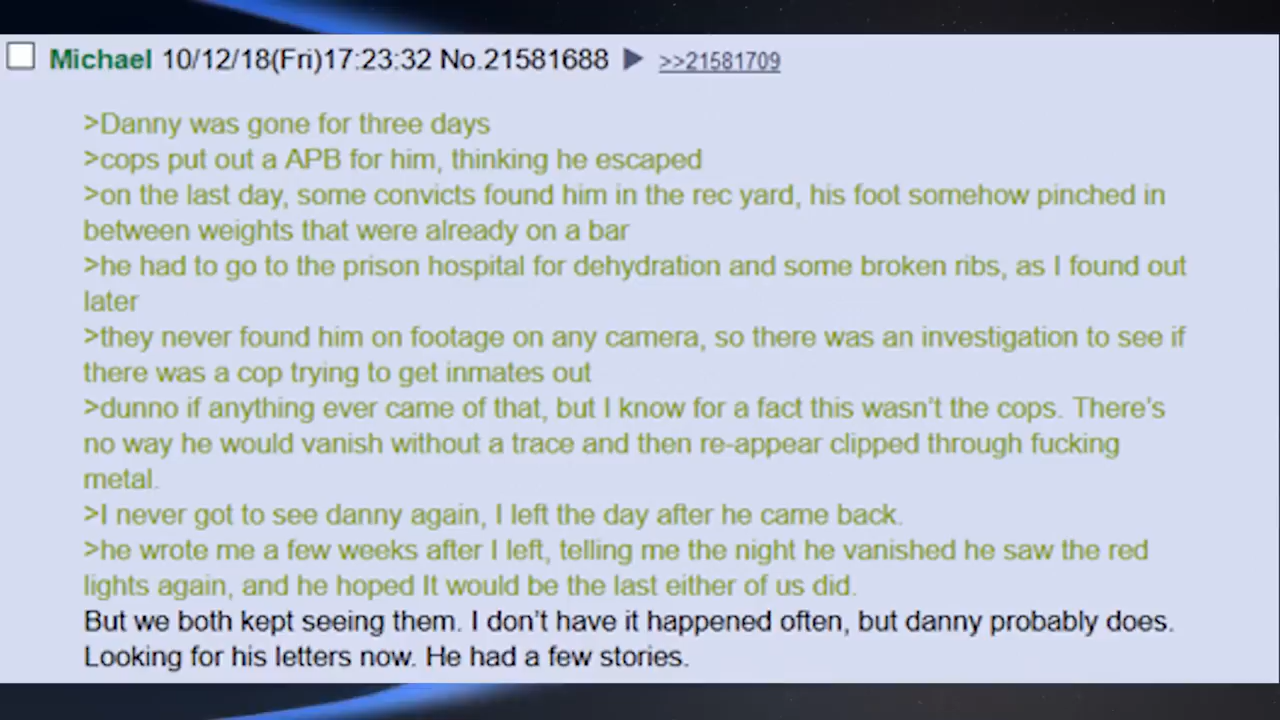 Michael 10/12/18(Fri)17:23:32 No.21581688 ▶ >>21581709
>Danny was gone for three days
>cops put out a APB for him, thinking he escaped
>on the last day, some convicts found him in the rec yard, his foot somehow pinched in
between weights that were already on a bar
>he had to go to the prison hospital for dehydration and some broken ribs, as I found out
later
>they never found him on footage on any camera, so there was an investigation to see if
there was a cop trying to get inmates out
>dunno if anything ever came of that, but I know for a fact this wasn't the cops. There's
no way he would vanish without a trace and then re-appear clipped through fucking
metal.
>I never got to see danny again, I left the day after he came back.
>he wrote me a few weeks after I left, telling me the night he vanished he saw the red
lights again, and he hoped It would be the last either of us did.
But we both kept seeing them. I don't have it happened often, but danny probably does.
Looking for his letters now. He had a few stories.